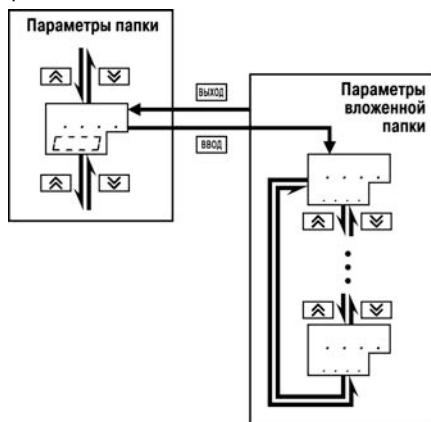 Параметры папки
ВЫХОД
ВВОД
Параметры
вложенной
папки